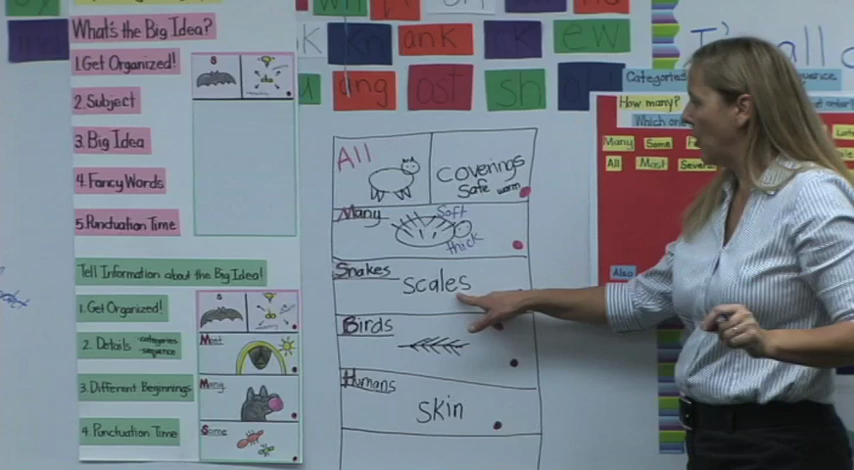 What's the Big Idea?
1. Get Organized!
S
2. Subject
3. Big Idea
4. Fancy Words
5. Punctuation Time
Tell Information about the Big Idea!
1. Get Organized!
S
2. Details categories sequence
Most
3. Different Beginnings
Many
4. Punctuation Time
Some
ank
ew
ang
ost
sh
All
coverings
safe warm
Many
soft
thick
Snakes
scales
Birds
Humans
skin
Categories
sequence
How many?
Many Some
All Most Several
Also